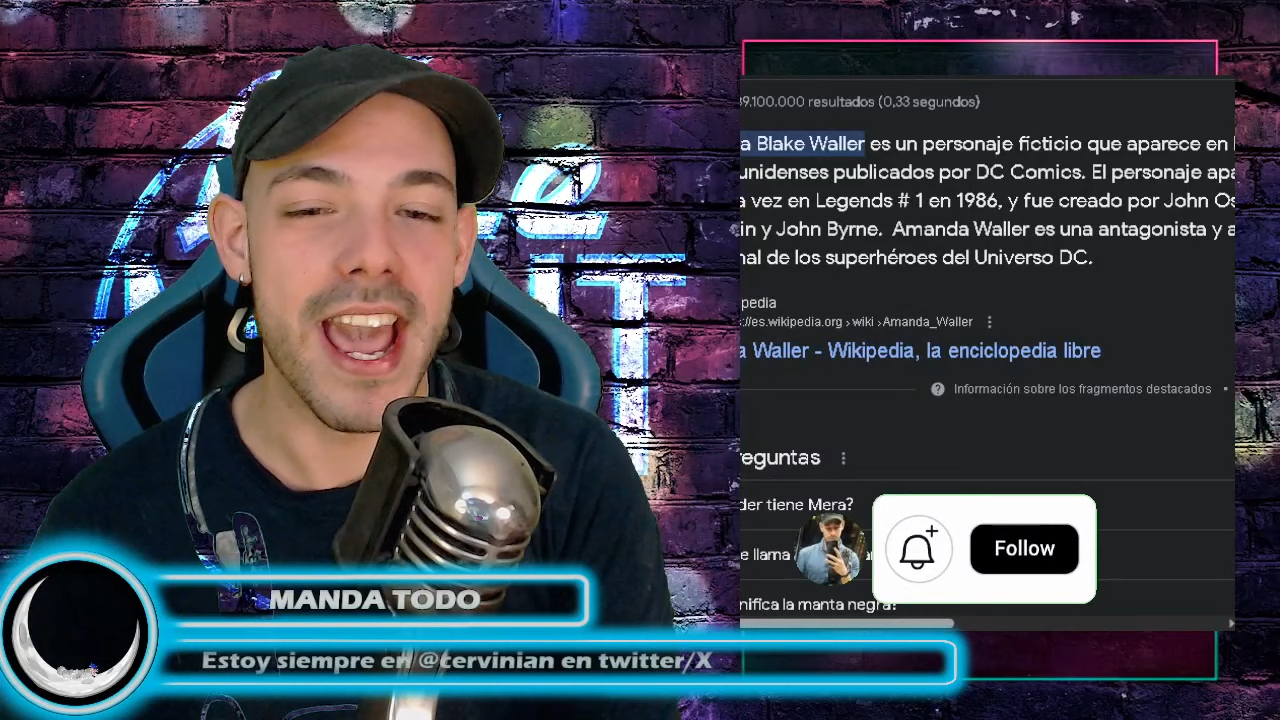 39.100.000 resultados (0,33 segundos)
a Blake Waller es un personaje ficticio que aparece en
unidenses publicados por DC Comics. El personaje apa
a vez en Legends # 1 en 1986, y fue creado por John Os
in y John Byrne. Amanda Waller es una antagonista y a
nal de los superhéroes del Universo DC.
pedia
://es.wikipedia.org › wiki › Amanda_Waller
a Waller - Wikipedia, la enciclopedia libre
Información sobre los fragmentos destacados
eguntas
der tiene Mera?
Follow
e llama
nifica la manta negra?
MANDA TODO
Estoy siempre en @cervinian en twitter/X